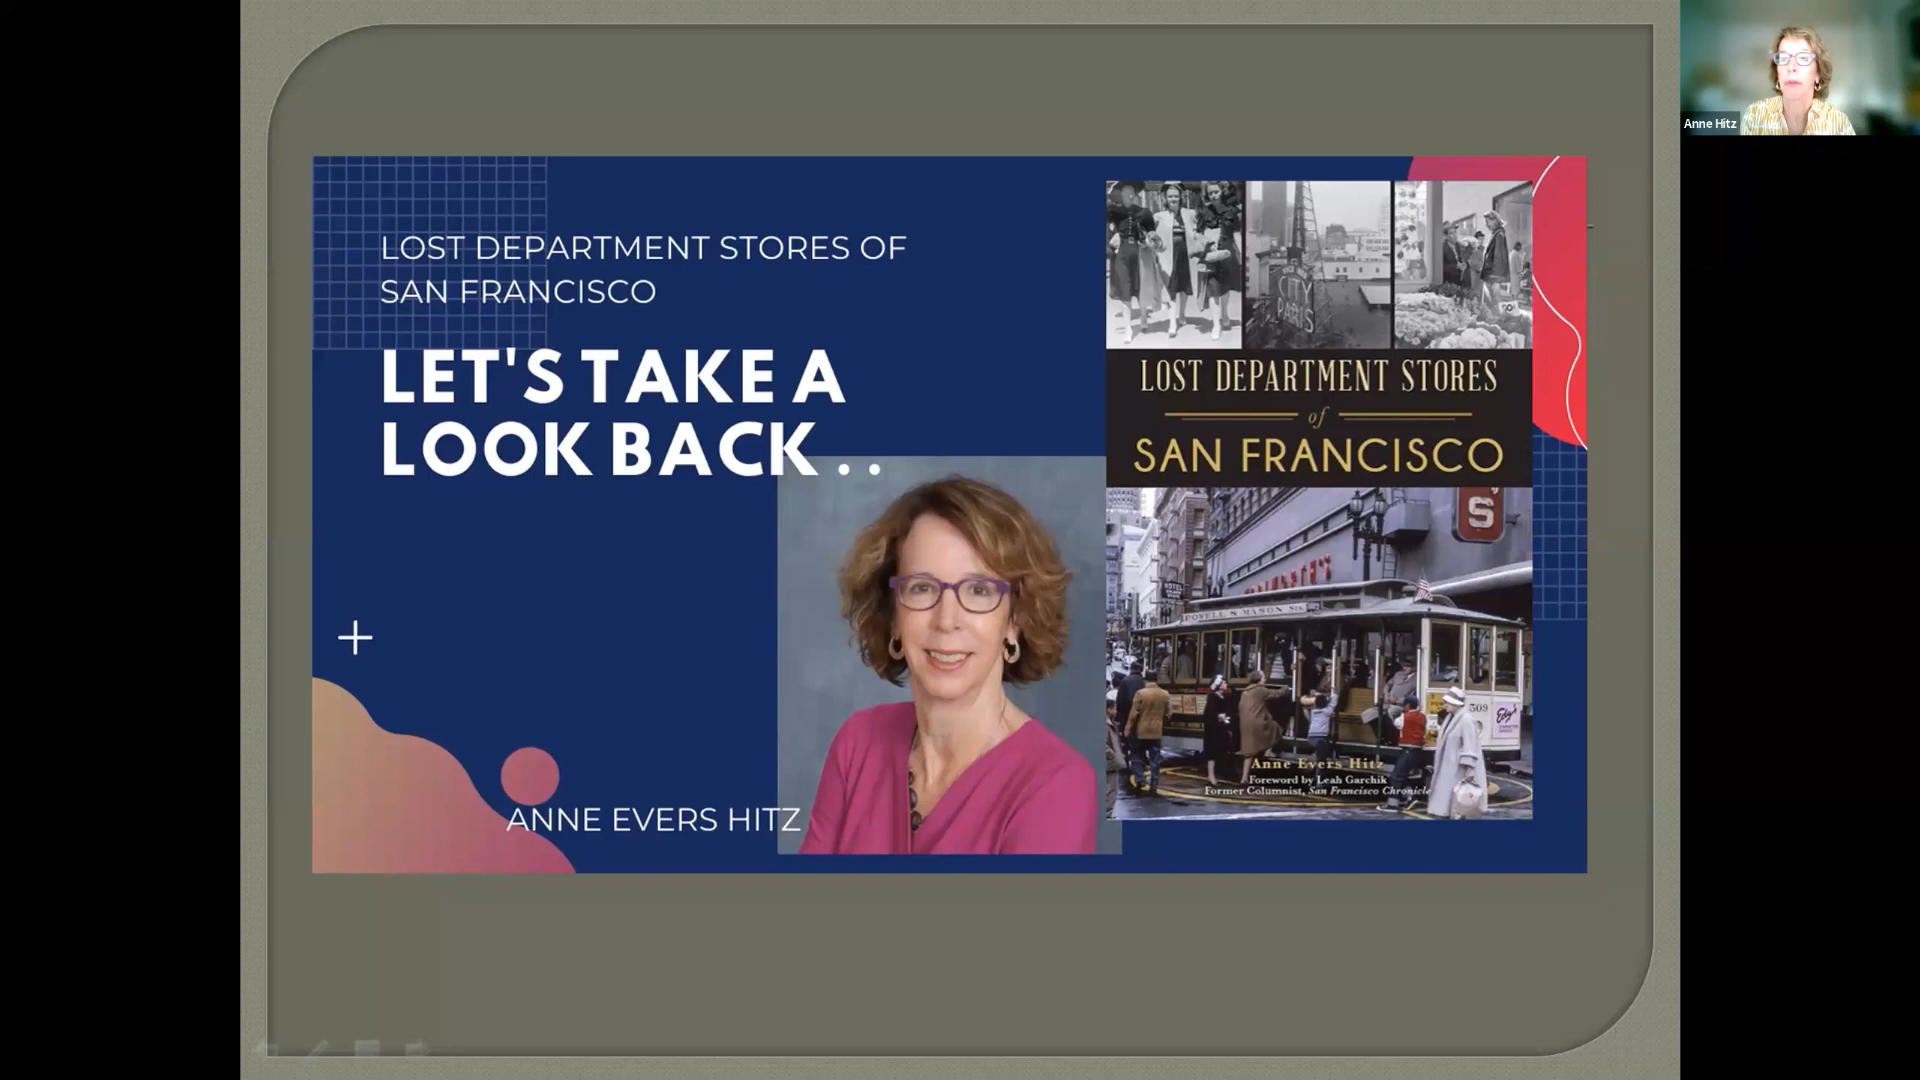 LOST DEPARTMENT STORES OF
SAN FRANCISCO
LET'S TAKE A
LOOK BACK . .
ANNE EVERS HITZ
CITY
PARIS
LOST DEPARTMENT STORES
of
SAN FRANCISCO
'S
HOTEL
POWELL & MASON STS.
509
Edy's
Anne Evers Hitz
Foreword by Leah Garchik
Former Columnist, San Francisco Chronicle
Anne Hitz